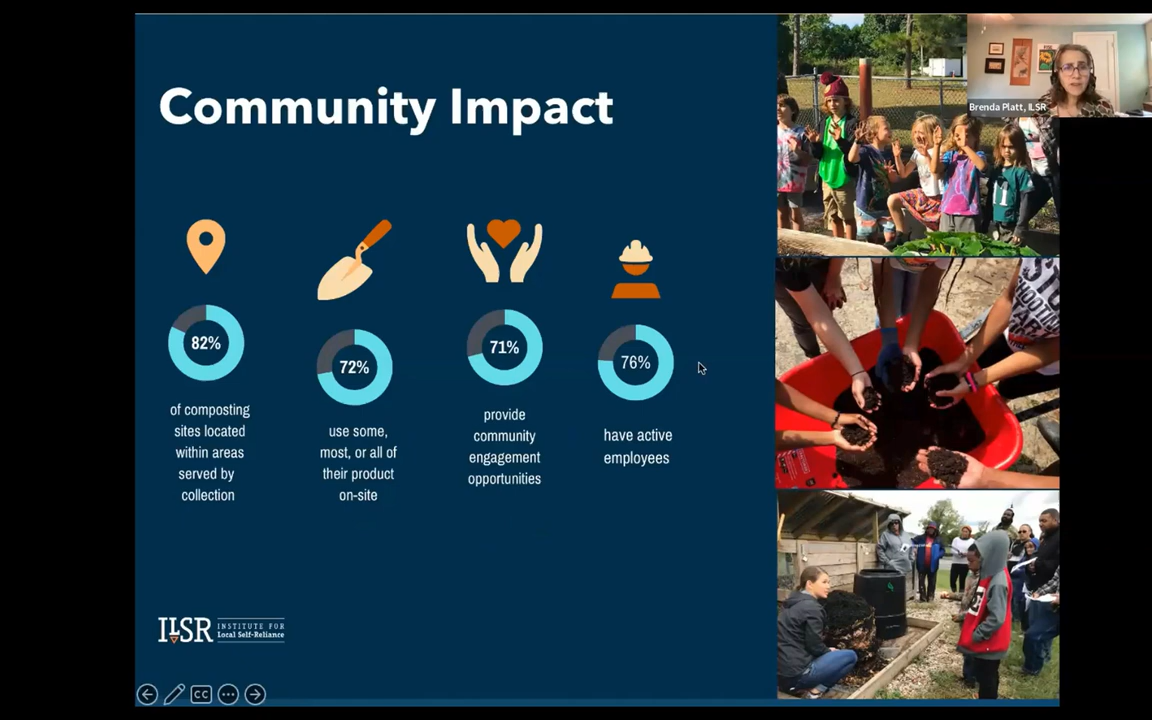 Community Impact
Brenda Platt, ILSR
82%
of composting
sites located
within areas
served by
collection
72%
use some,
most, or all of
their product
on-site
71%
provide
community
engagement
opportunities
76%
have active
employees
ILSR
INSTITUTE FOR
Local Self-Reliance
CC